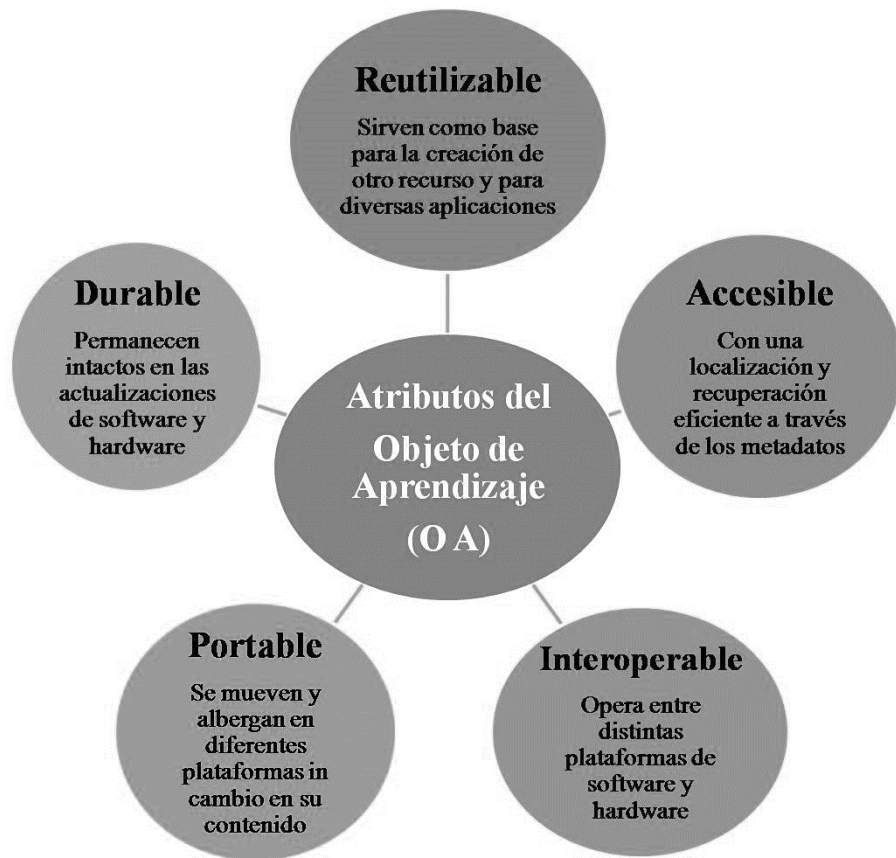 Reutilizable
Sirven como base
para la creación de
otro recurso y para
diversas aplicaciones
Durable
Permanecen
intactos en las
actualizaciones
de software y
hardware
Accesible
Con una
localización y
recuperación
eficiente a través
de los metadatos
Atributos del
Objeto de
Aprendizaje
(O A)
Portable
Se mueven y
albergan en
diferentes
plataformas in
cambio en su
contenido
Interoperable
Opera entre
distintas
plataformas de
software y
hardware